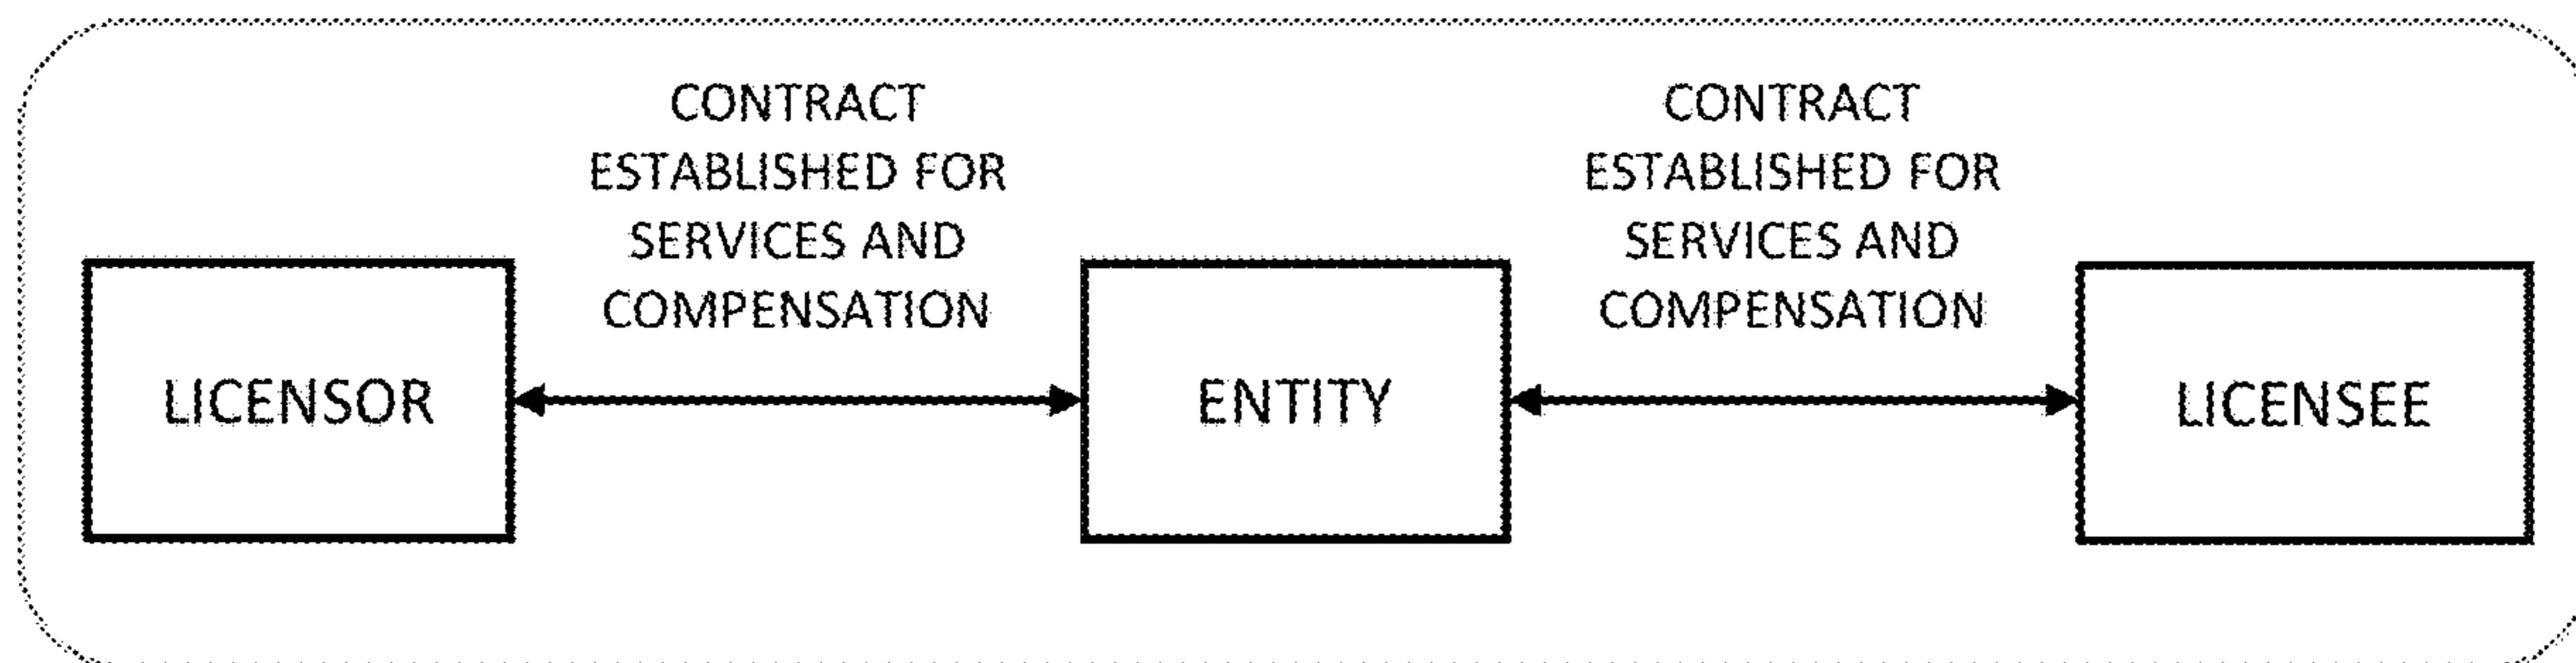 CONTRACT
ESTABLISHED FOR
SERVICES AND
COMPENSATION
CONTRACT
ESTABLISHED FOR
SERVICES AND
COMPENSATION
LICENSOR
ENTITY
LICENSEE